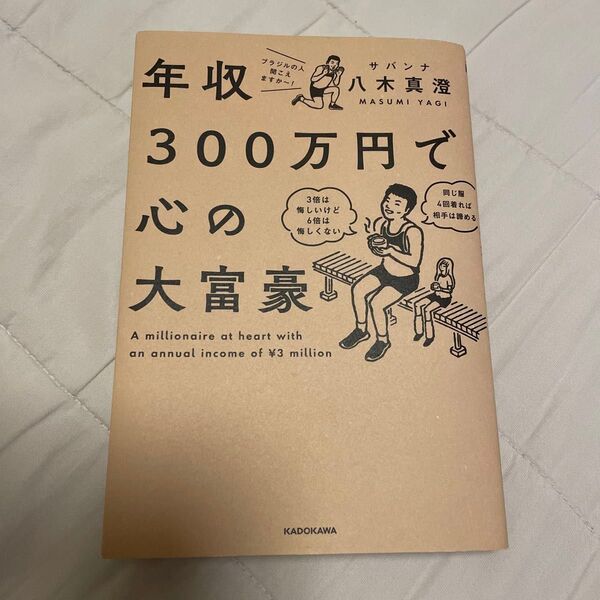 年収
300万円で
心の
大富豪
サバンナ
八木真澄
MASUMI YAGI
ブラジルの人
聞こえ
ますかー!
3倍は
悔しいけど
6倍は
悔しくない
同じ服
4回着れば
相手は諦める
A millionaire at heart with
an annual income of ¥3 million
KADOKAWA